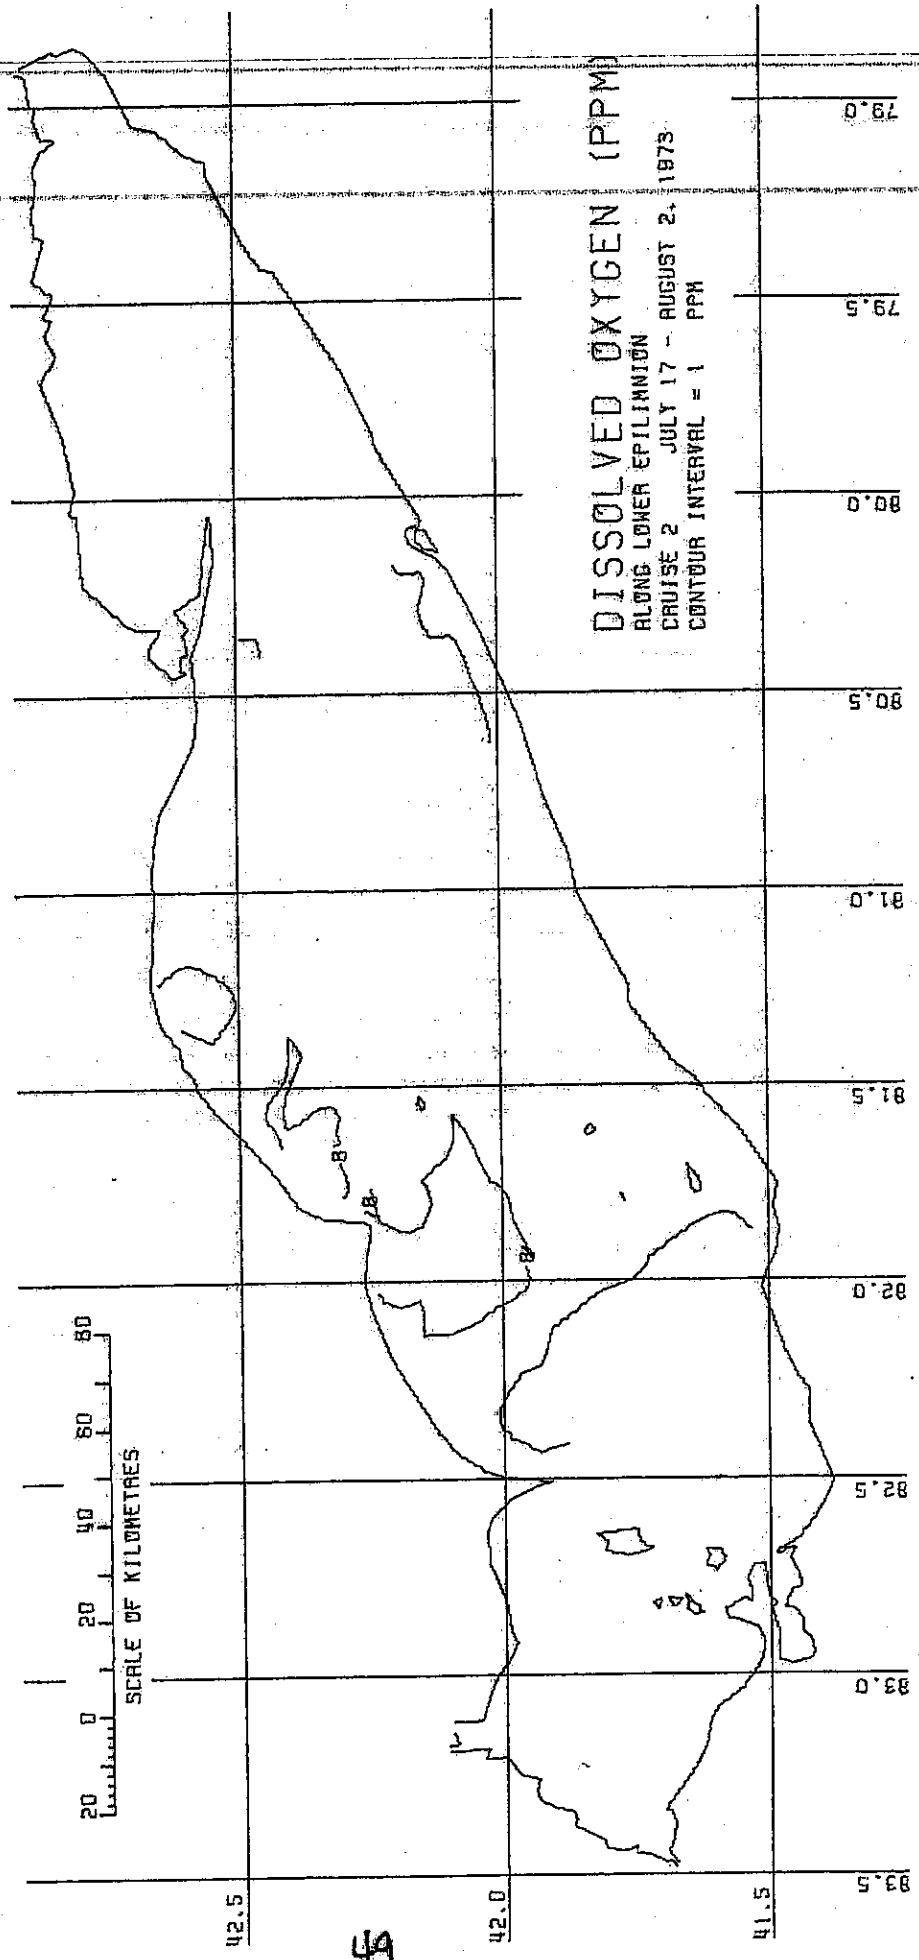 DISSOLVED OXYGEN (PPM)
ALONG LOWER EPILIMNION
CRUISE 2 JULY 17 - AUGUST 2, 1973
CONTOUR INTERVAL = 1 PPM
20 0 20 40 60 80
SCALE OF KILOMETRES
42.5
42.0
41.5
83.5 83.0 82.5 82.0 81.5 81.0 80.5 80.0 79.5 79.0
8
8
8
49